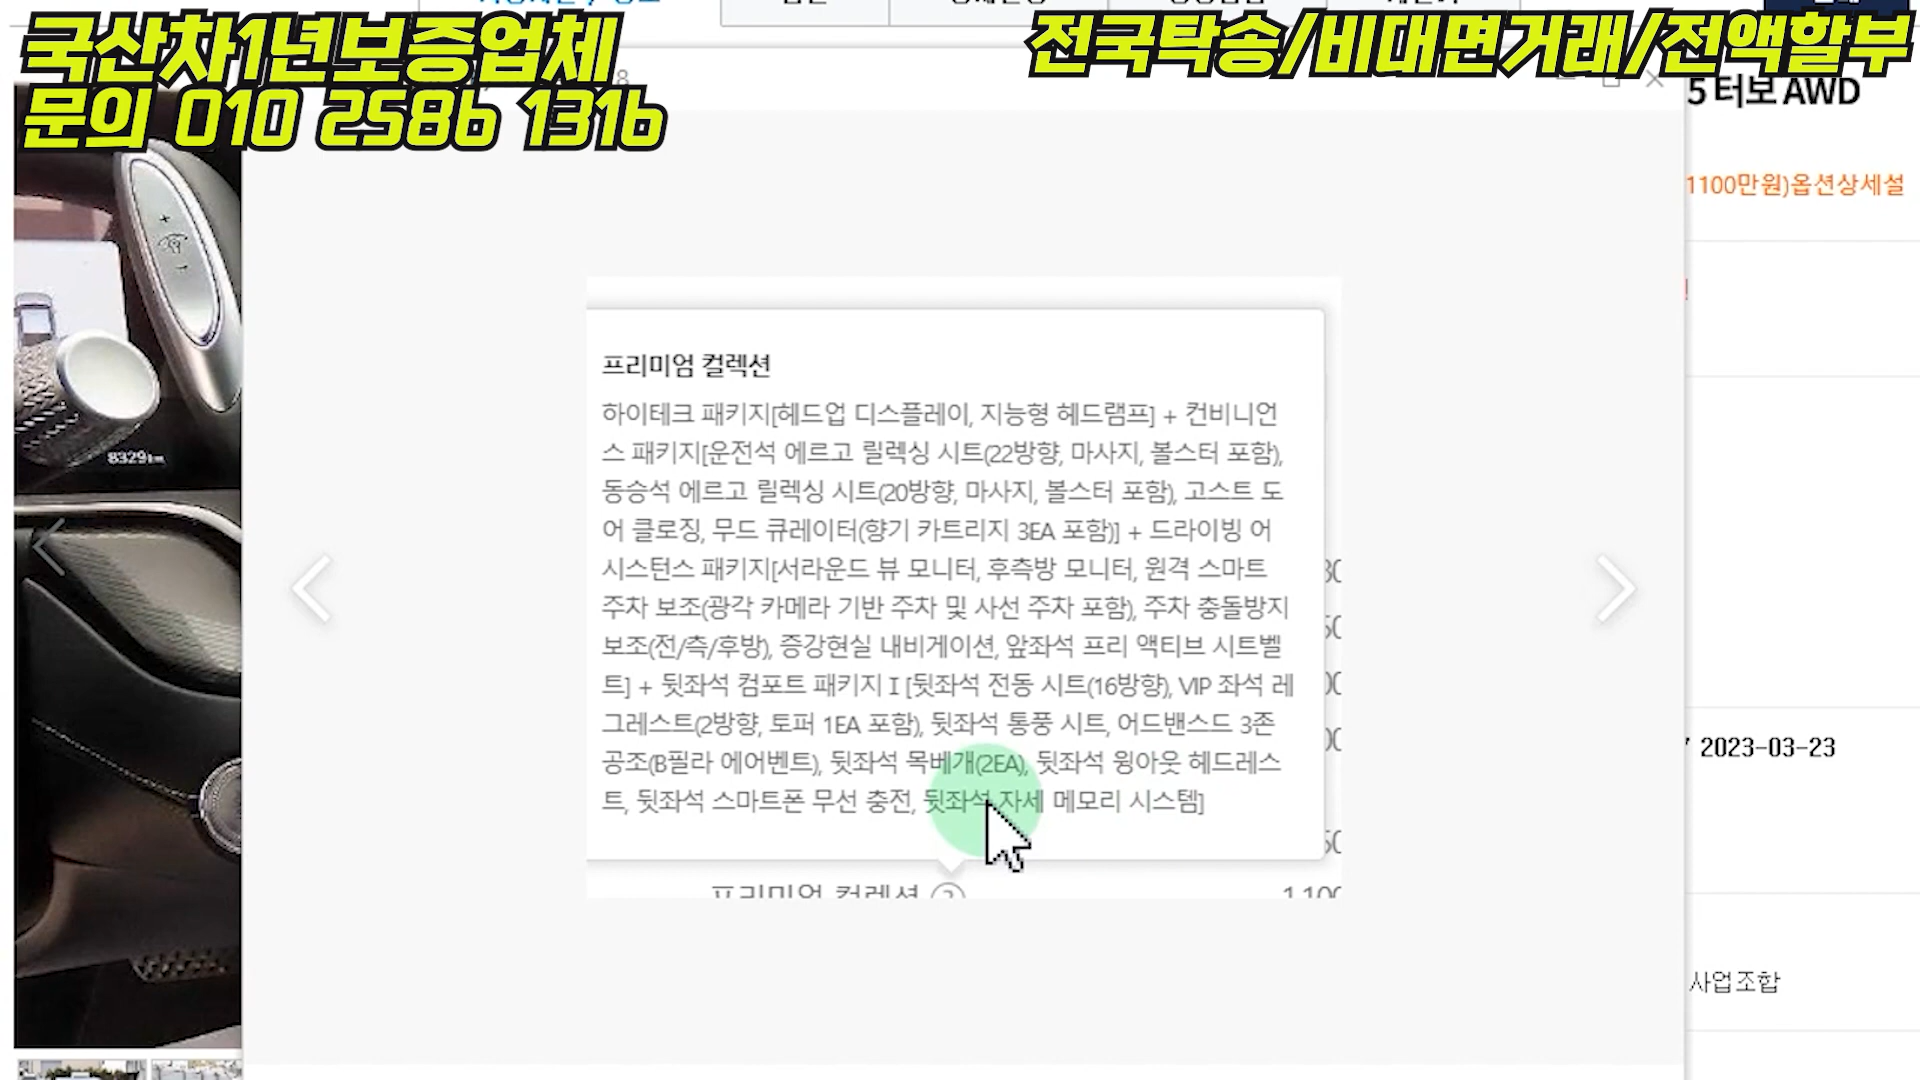 국산차1년보증업체
문의 010 2586 1316
전국탁송/비대면거래/전액할부
8
5 터보 AWD
1100만원)옵션상세설
8329km
프리미엄 컬렉션
하이테크 패키지[헤드업 디스플레이, 지능형 헤드램프] + 컨비니언
스 패키지[운전석 에르고 릴렉싱 시트(22방향, 마사지, 볼스터 포함),
동승석 에르고 릴렉싱 시트(20방향, 마사지, 볼스터 포함), 고스트 도
어 클로징, 무드 큐레이터(향기 카트리지 3EA 포함)] + 드라이빙 어
시스턴스 패키지[서라운드 뷰 모니터, 후측방 모니터, 원격 스마트
주차 보조(광각 카메라 기반 주차 및 사선 주차 포함), 주차 충돌방지
보조(전/측/후방), 증강현실 내비게이션, 앞좌석 프리 액티브 시트벨
트] + 뒷좌석 컴포트 패키지 I [뒷좌석 전동 시트(16방향), VIP 좌석 레
그레스트(2방향, 토퍼 1EA 포함), 뒷좌석 통풍 시트, 어드밴스드 3존
공조(B필라 에어벤트), 뒷좌석 목베개(2EA), 뒷좌석 윙아웃 헤드레스
트, 뒷좌석 스마트폰 무선 충전, 뒷좌석 자세 메모리 시스템]
프리미엄 컬렉션 ?
1,100
2023-03-23
사업조합